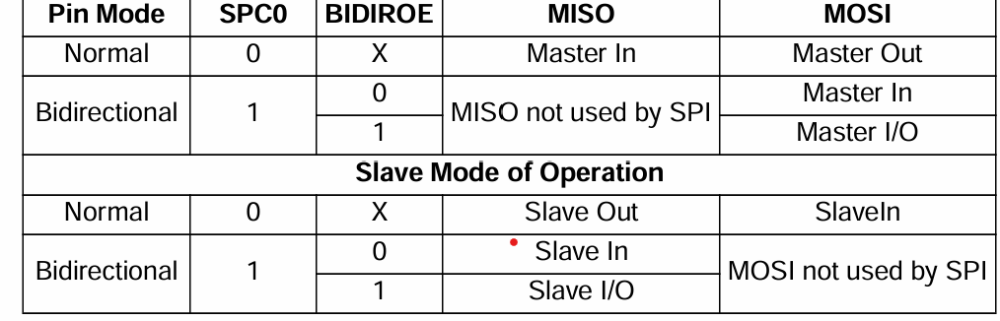 Pin Mode SPC0 BIDIROE MISO MOSI
Normal 0 X Master In Master Out
Bidirectional 1 0 MISO not used by SPI Master In
1 Master I/O
Slave Mode of Operation
Normal 0 X Slave Out SlaveIn
Bidirectional 1 0 Slave In MOSI not used by SPI
1 Slave I/O